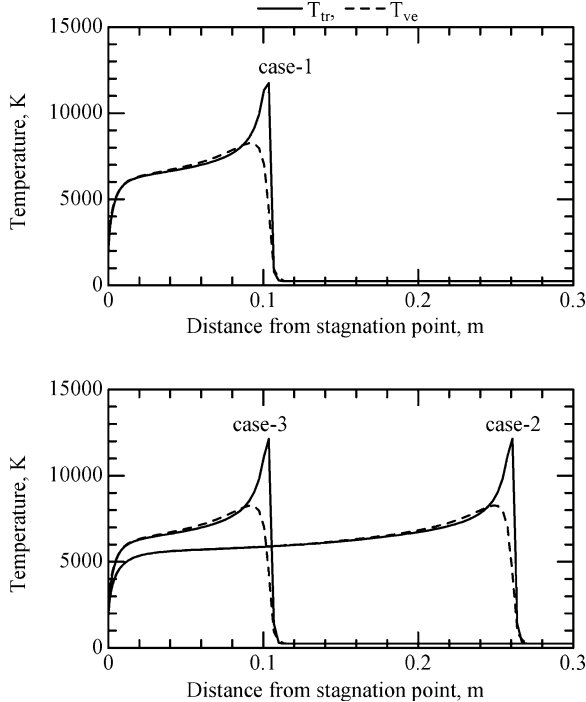 T_tr, T_ve
case-1
15000
10000
5000
0
Temperature, K
0 0.1 0.2 0.3
Distance from stagnation point, m
case-3 case-2
15000
10000
5000
0
Temperature, K
0 0.1 0.2 0.3
Distance from stagnation point, m